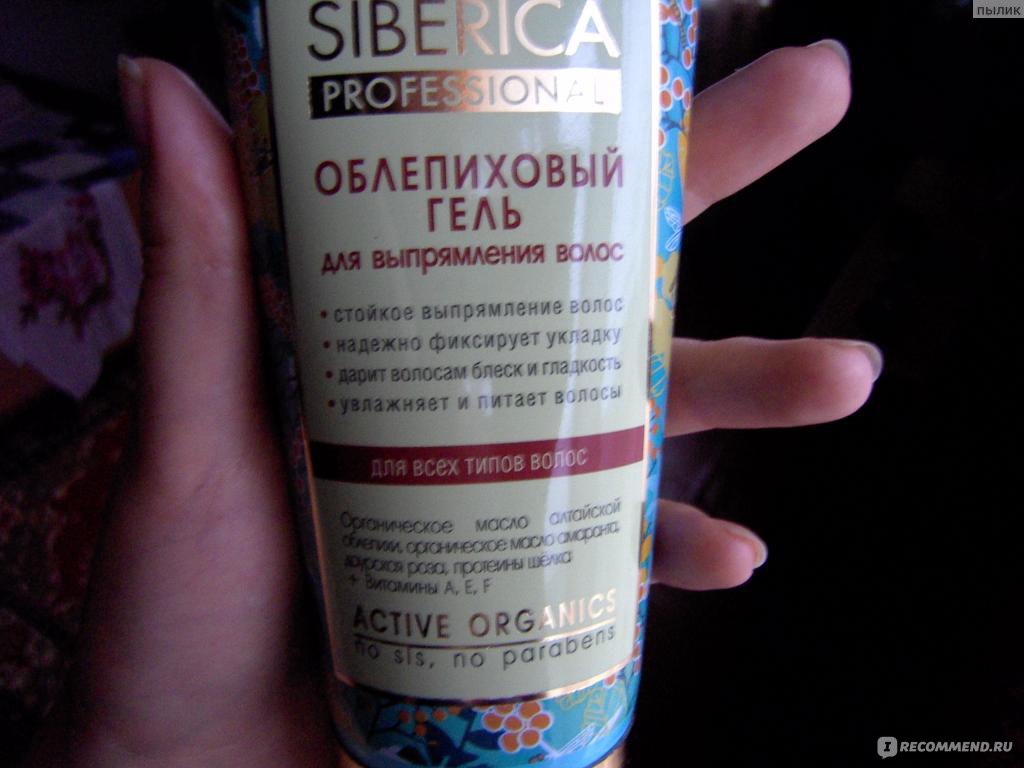 пылик
SIBERICA
PROFESSIONAL
ОБЛЕПИХОВЫЙ
ГЕЛЬ
для выпрямления волос
• стойкое выпрямление волос
• надежно фиксирует укладку
• дарит волосам блеск и гладкость
• увлажняет и питает волосы
для всех типов волос
Органическое масло алтайской
облепихи, органическое масло амаранта,
даурская роза, протеины шёлка
+ Витамины А, Е, F
ACTIVE ORGANICS
no sls, no parabens
IRECOMMEND.RU